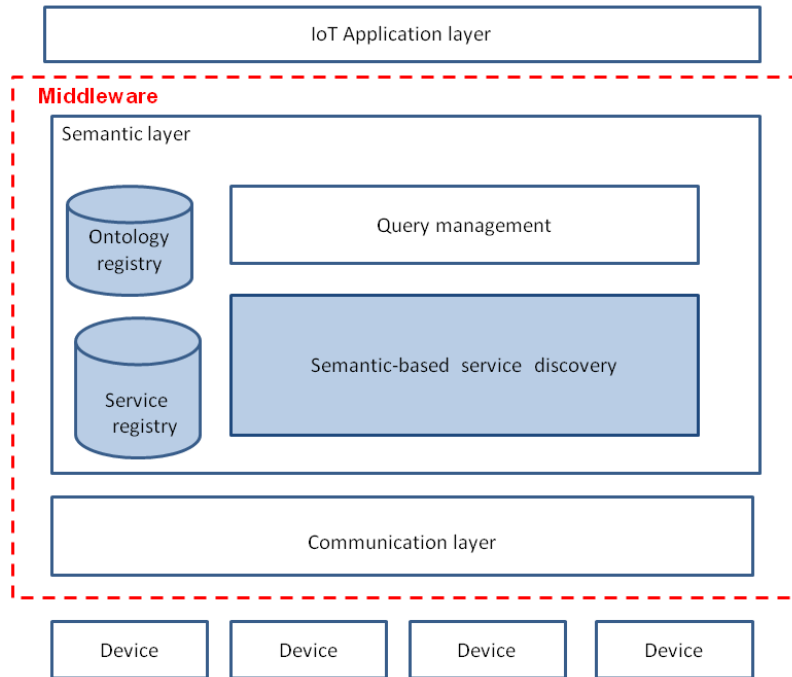 IoT Application layer
Middleware
Semantic layer
Ontology
registry
Query management
Semantic-based service discovery
Service
registry
Communication layer
Device
Device
Device
Device